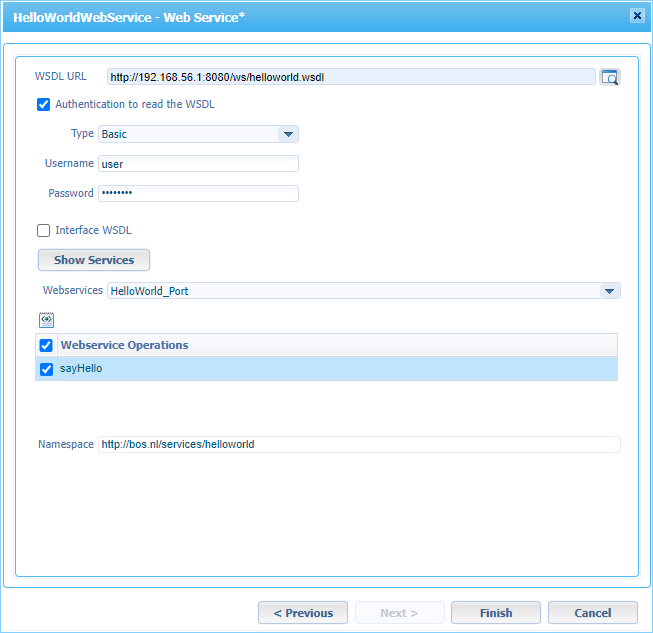 HelloWorldWebService - Web Service*
WSDL URL http://192.168.56.1:8080/ws/helloworld.wsdl
Authentication to read the WSDL
Type Basic
Username user
Password ••••••••
Interface WSDL
Show Services
Webservices HelloWorld_Port
Webservice Operations
sayHello
Namespace http://bos.nl/services/helloworld
< Previous Next > Finish Cancel